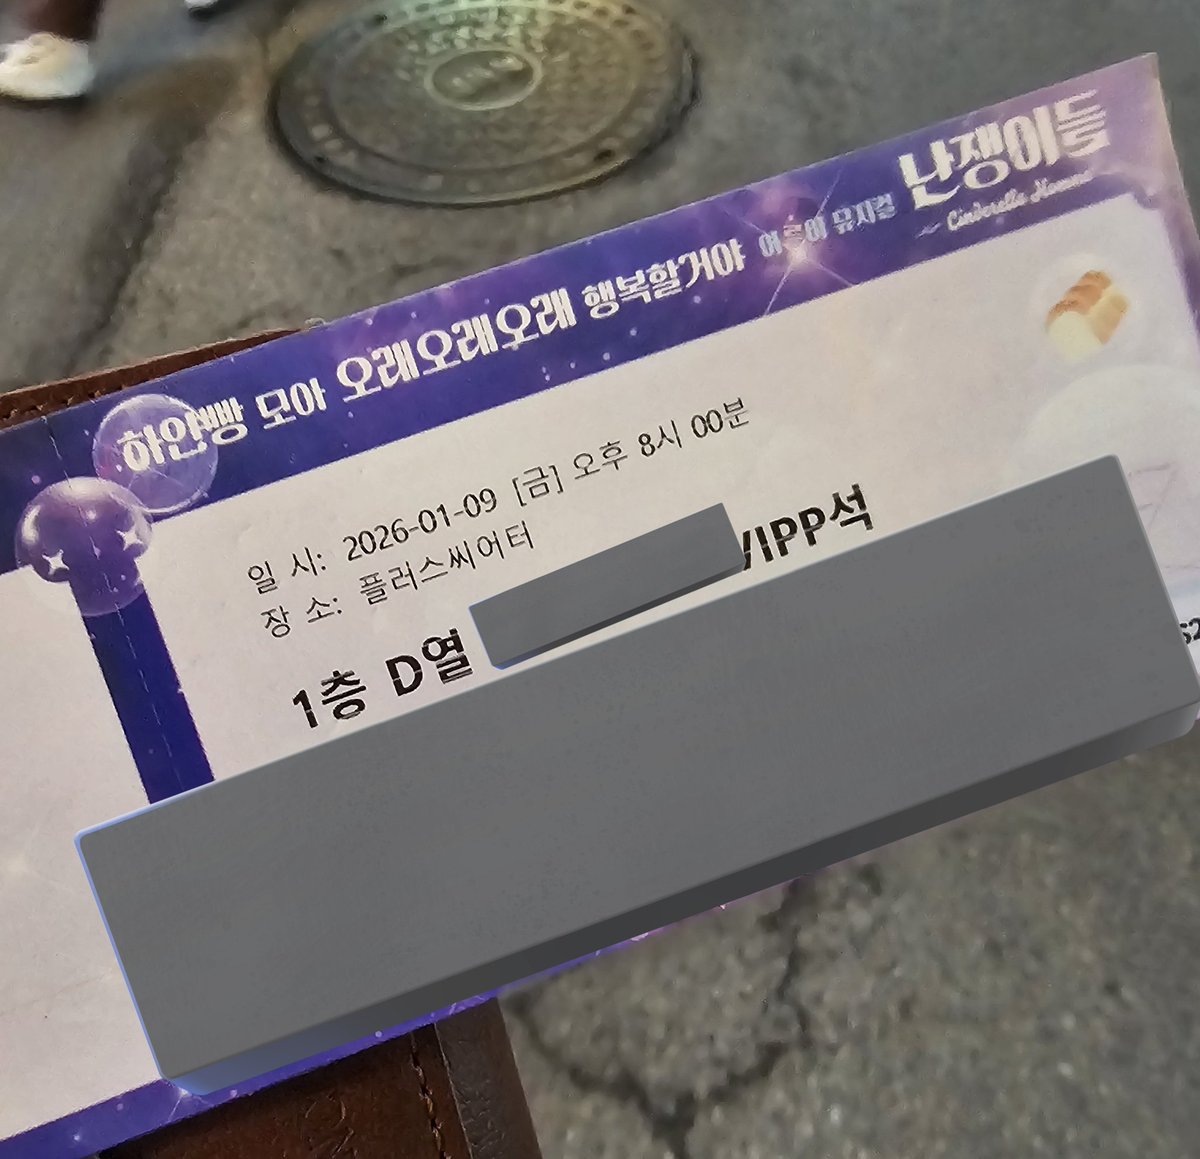 하얀빵 모아 오래오래오래 행복할거야 어른이 뮤지컬 난쟁이들
~ Cinderella Homme ~
일 시: 2026-01-09 [금] 오후 8시 00분
장 소: 플러스씨어터
1층 D열 VIPP석